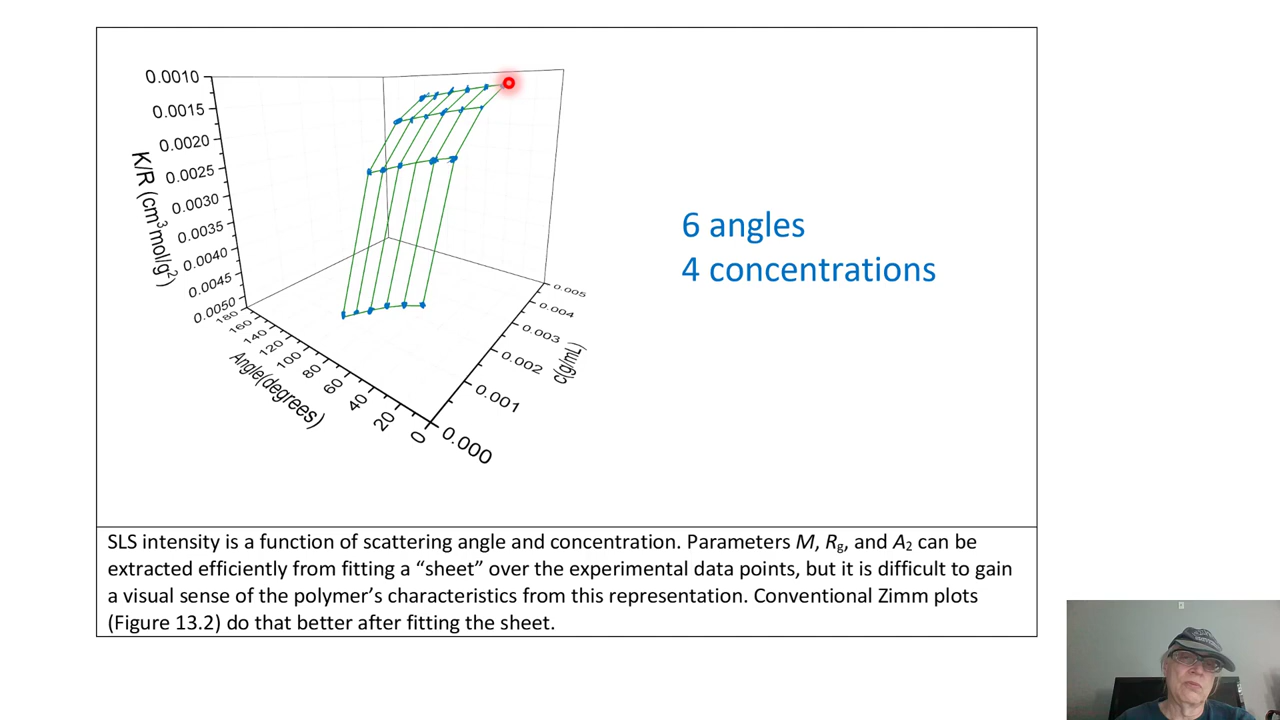 0.0010
0.0015
0.0020
0.0025
0.0030
0.0035
0.0040
0.0045
0.0050
K/R (cm³mol/g²)
180
160
140
120
100
80
60
40
20
0
Angle(degrees)
0.000
0.001
0.002
0.003
0.004
0.005
c(g/mL)
6 angles
4 concentrations
SLS intensity is a function of scattering angle and concentration. Parameters M, Rg, and A₂ can be
extracted efficiently from fitting a “sheet” over the experimental data points, but it is difficult to gain
a visual sense of the polymer’s characteristics from this representation. Conventional Zimm plots
(Figure 13.2) do that better after fitting the sheet.